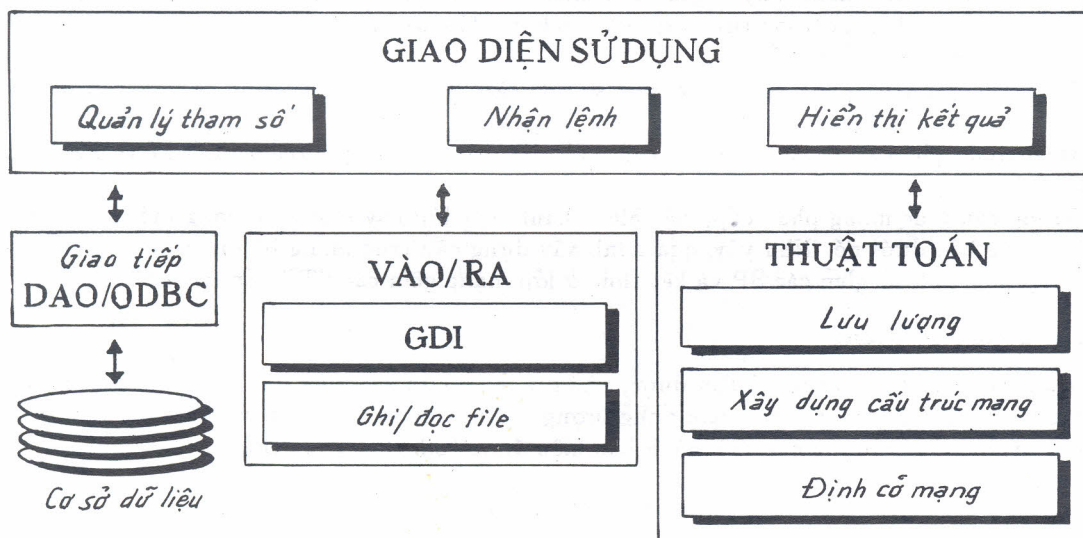 GIAO DIỆN SỬ DỤNG
Quản lý tham số
Nhận lệnh
Hiển thị kết quả
Giao tiếp
DAO/ODBC
Cơ sở dữ liệu
VÀO/RA
GDI
Ghi/đọc file
THUẬT TOÁN
Lưu lượng
Xây dựng cấu trúc mạng
Định cỡ mạng